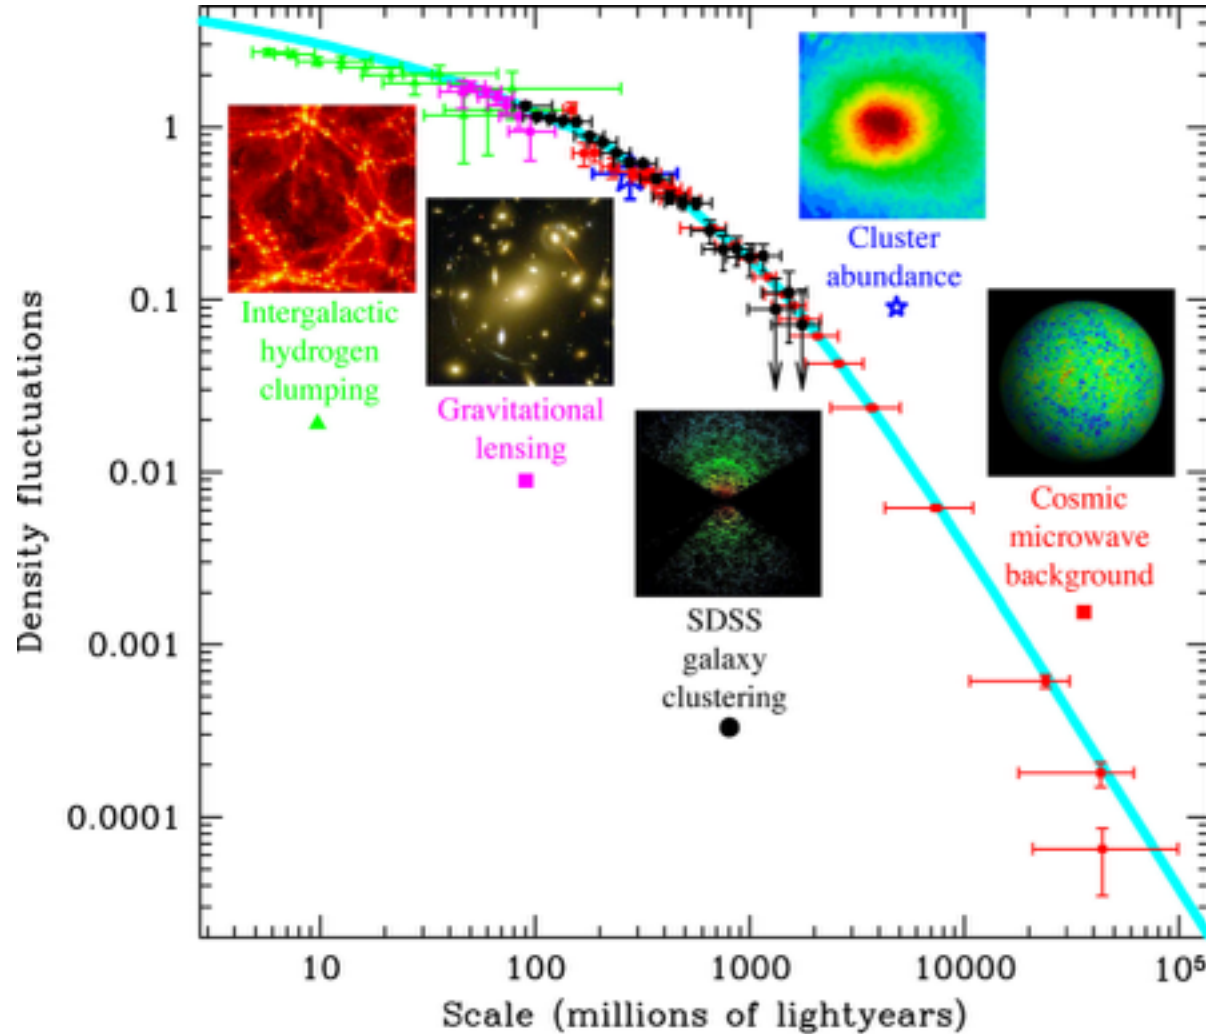 Density fluctuations
1
0.1
0.01
0.001
0.0001
Intergalactic
hydrogen
clumping
Gravitational
lensing
SDSS
galaxy
clustering
Cluster
abundance
Cosmic
microwave
background
10 100 1000 10000 10⁵
Scale (millions of lightyears)